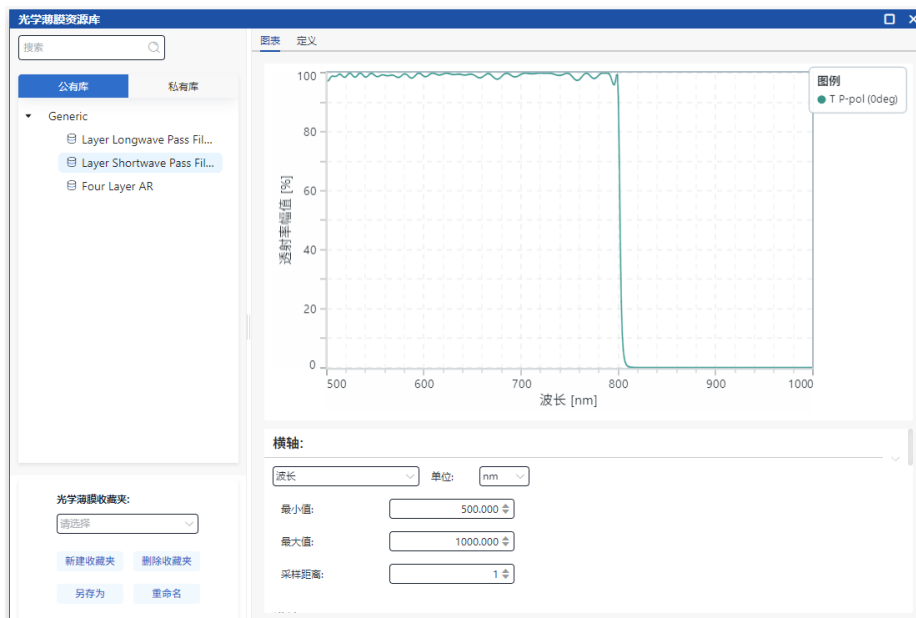 光学薄膜资源库
搜索
公有库 私有库
Generic
Layer Longwave Pass Fil...
Layer Shortwave Pass Fil...
Four Layer AR
光学薄膜收藏夹:
请选择
新建收藏夹 删除收藏夹
另存为 重命名
图表 定义
图例
T P-pol (0deg)
透射率幅值 [%]
100
80
60
40
20
0
500 600 700 800 900 1000
波长 [nm]
横轴:
波长 单位: nm
最小值: 500.000
最大值: 1000.000
采样距离: 1